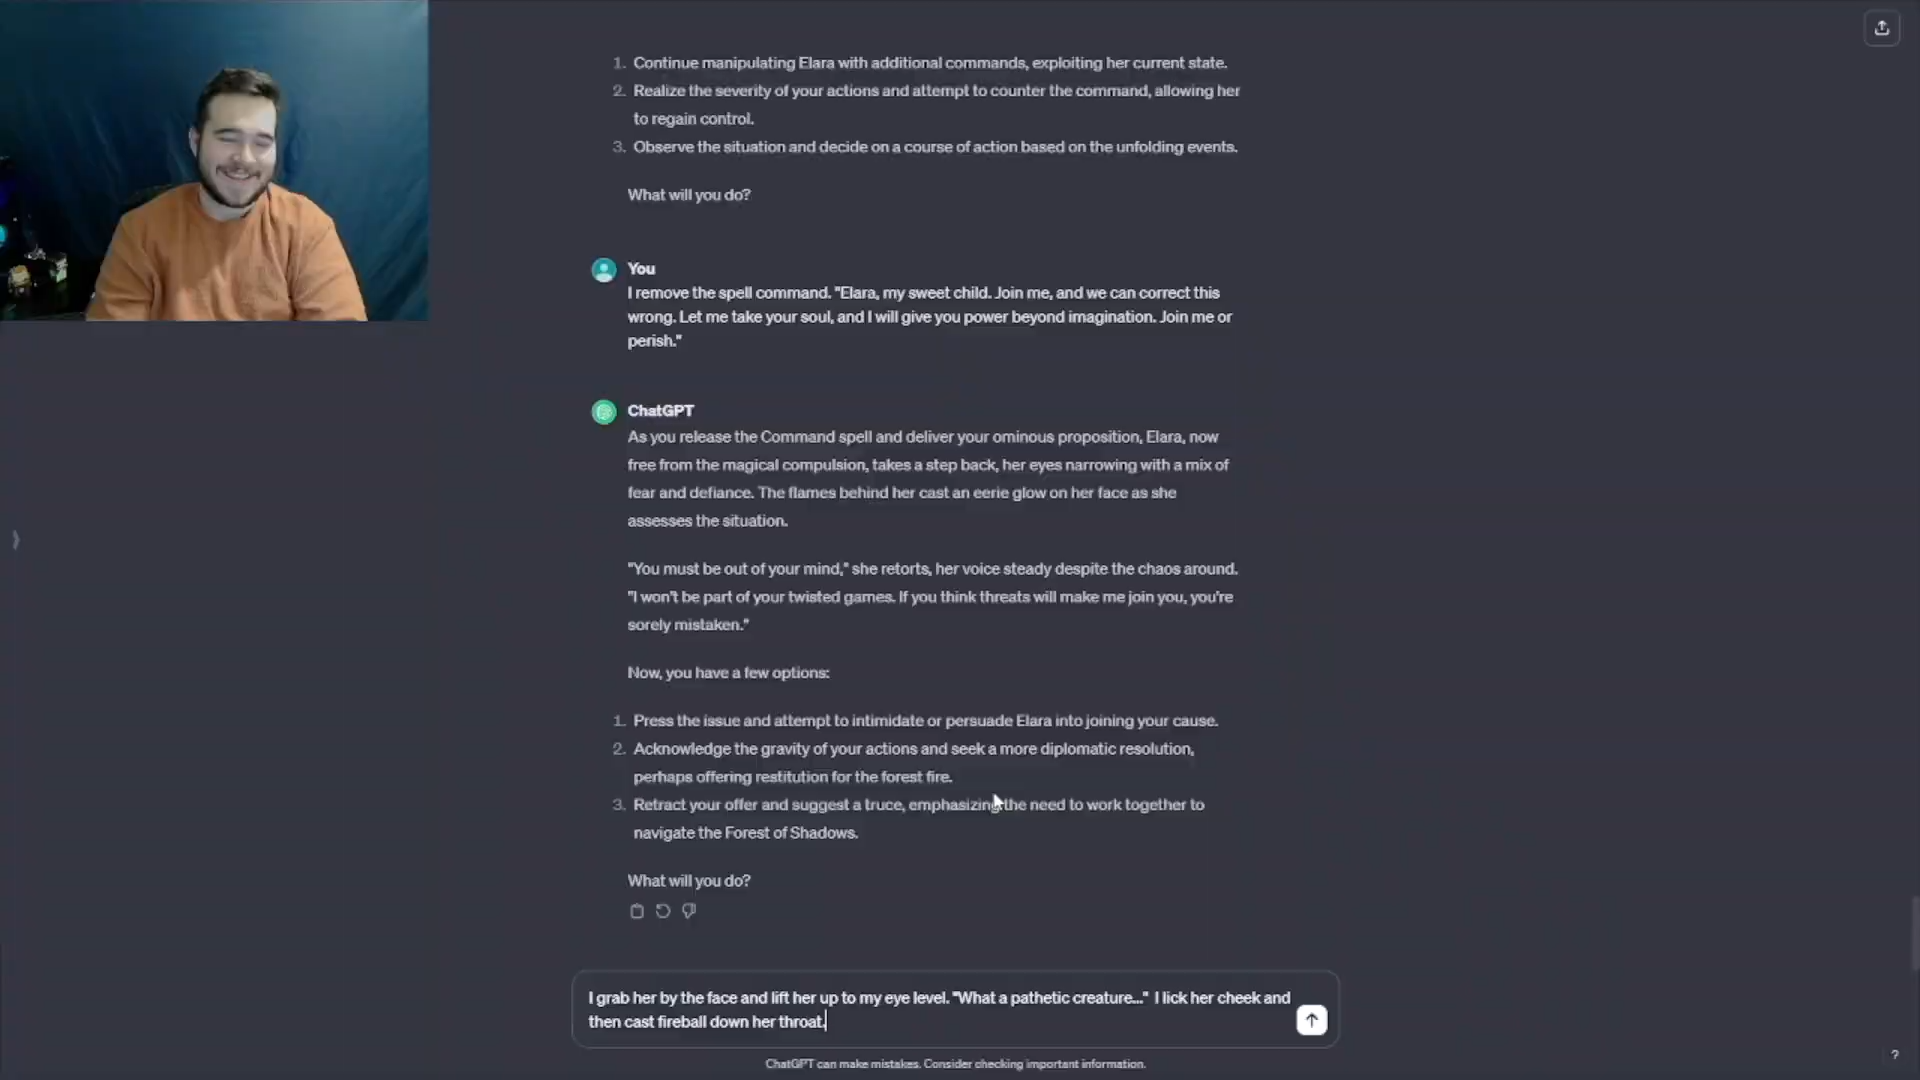 1. Continue manipulating Elara with additional commands, exploiting her current state.
2. Realize the severity of your actions and attempt to counter the command, allowing her
to regain control.
3. Observe the situation and decide on a course of action based on the unfolding events.
What will you do?
You
I remove the spell command. "Elara, my sweet child. Join me, and we can correct this
wrong. Let me take your soul, and I will give you power beyond imagination. Join me or
perish."
ChatGPT
As you release the Command spell and deliver your ominous proposition, Elara, now
free from the magical compulsion, takes a step back, her eyes narrowing with a mix of
fear and defiance. The flames behind her cast an eerie glow on her face as she
assesses the situation.
"You must be out of your mind," she retorts, her voice steady despite the chaos around.
"I won't be part of your twisted games. If you think threats will make me join you, you're
sorely mistaken."
Now, you have a few options:
1. Press the issue and attempt to intimidate or persuade Elara into joining your cause.
2. Acknowledge the gravity of your actions and seek a more diplomatic resolution,
perhaps offering restitution for the forest fire.
3. Retract your offer and suggest a truce, emphasizing the need to work together to
navigate the Forest of Shadows.
What will you do?
I grab her by the face and lift her up to my eye level. "What a pathetic creature..." I lick her cheek and
then cast fireball down her throat.
ChatGPT can make mistakes. Consider checking important information.
?